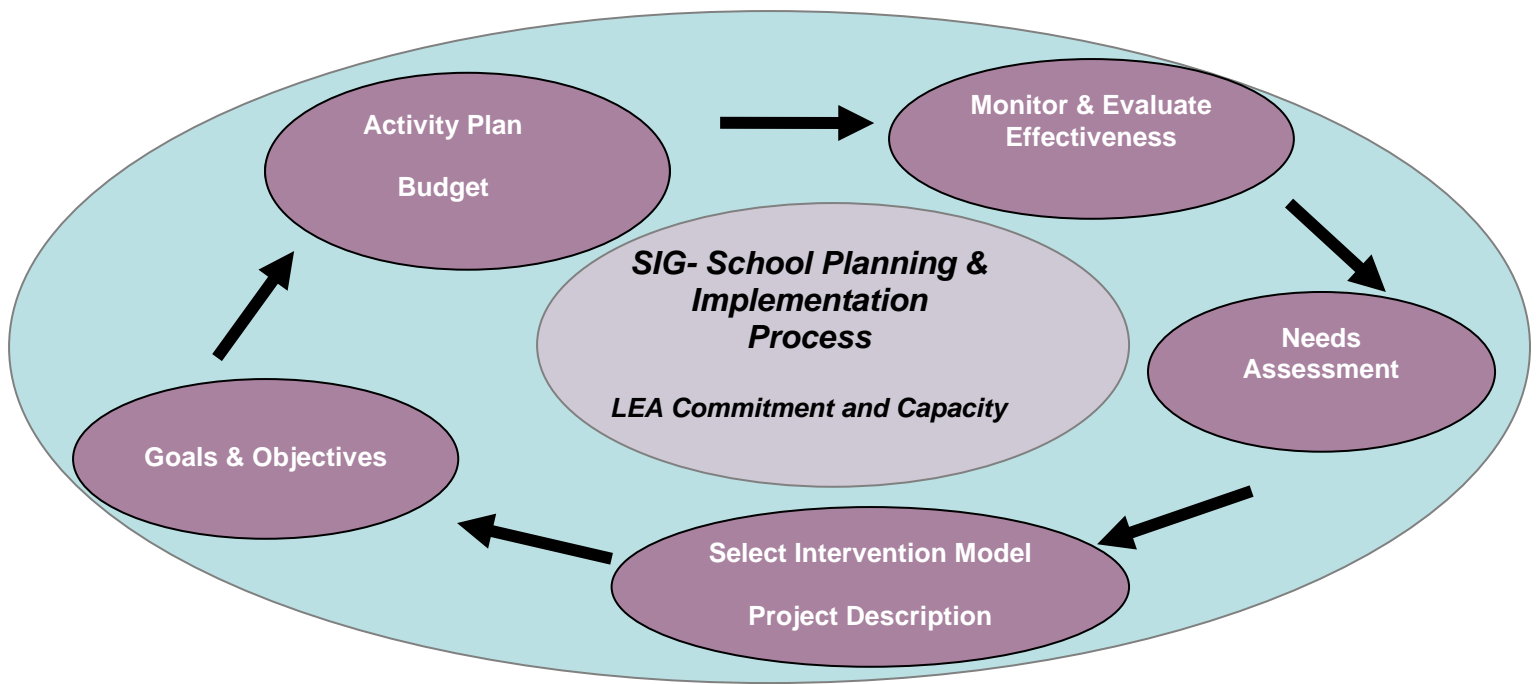 Activity Plan
Budget
Monitor & Evaluate
Effectiveness
SIG- School Planning &
Implementation
Process
LEA Commitment and Capacity
Needs
Assessment
Goals & Objectives
Select Intervention Model
Project Description